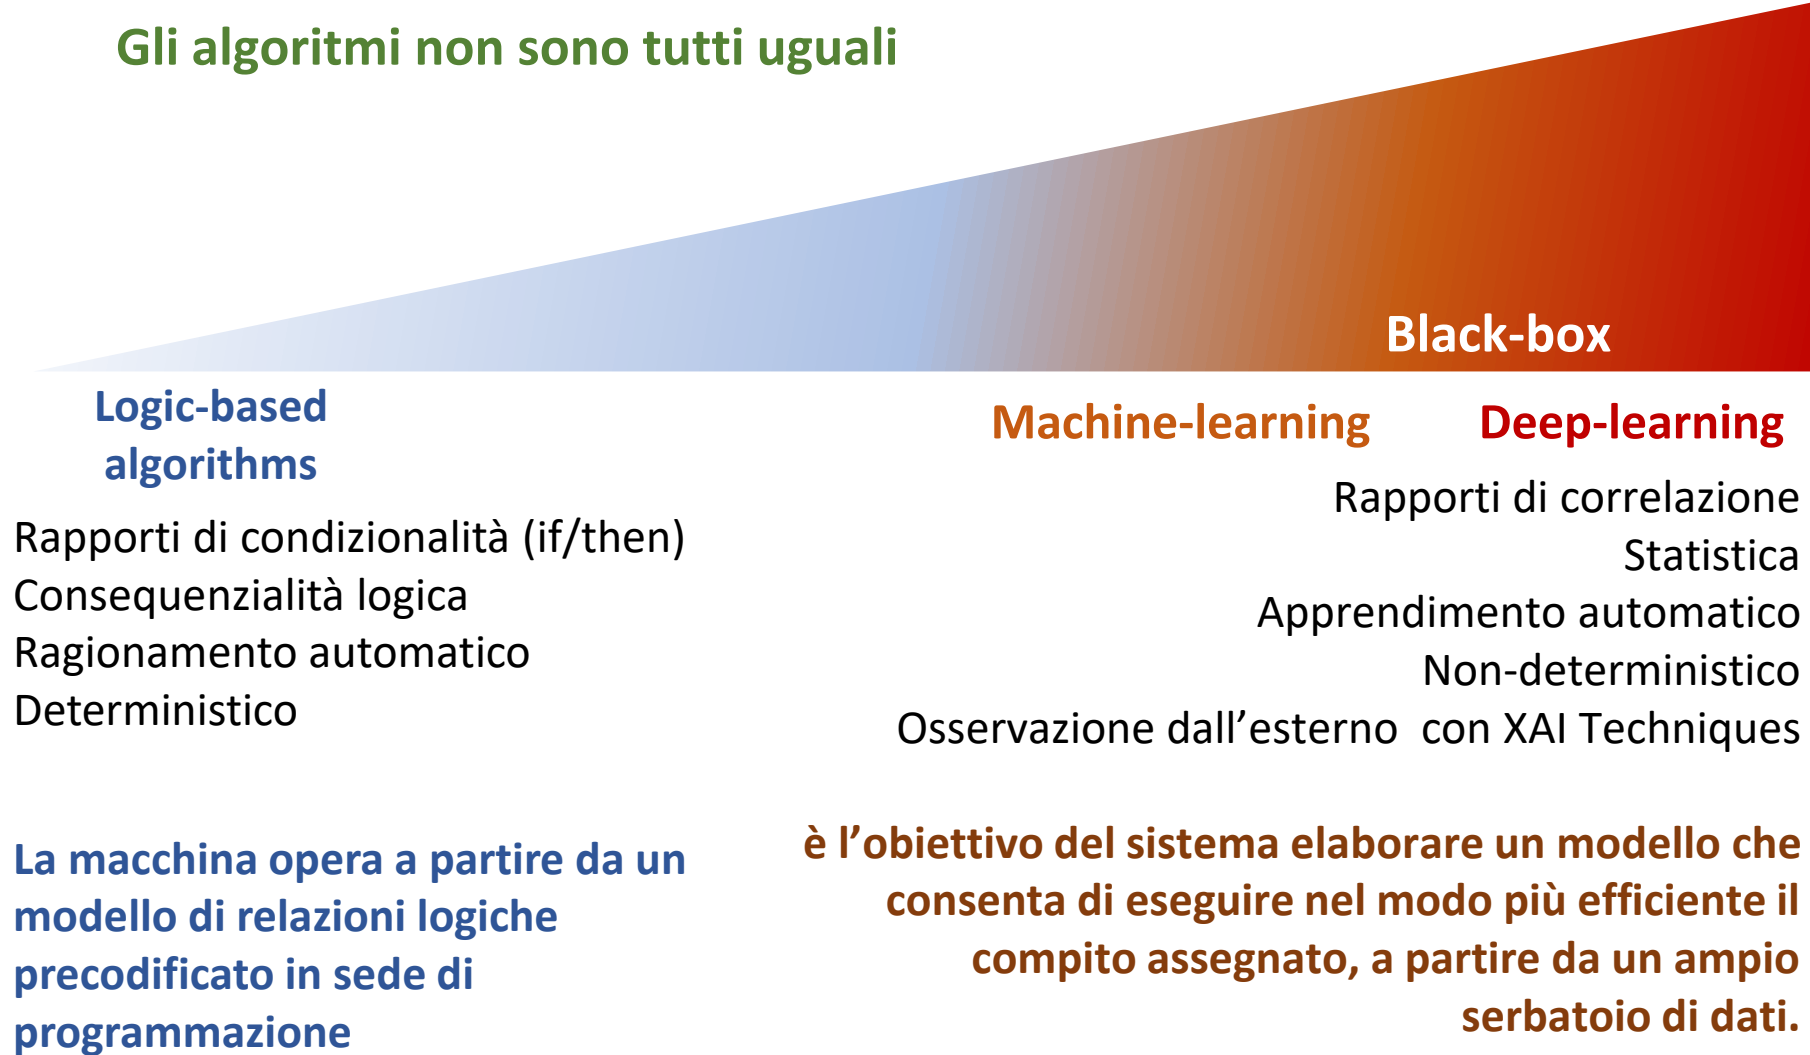 Gli algoritmi non sono tutti uguali
Black-box
Logic-based
algorithms
Rapporti di condizionalità (if/then)
Consequenzialità logica
Ragionamento automatico
Deterministico
La macchina opera a partire da un
modello di relazioni logiche
precodificato in sede di
programmazione
Machine-learning
Deep-learning
Rapporti di correlazione
Statistica
Apprendimento automatico
Non-deterministico
Osservazione dall’esterno  con XAI Techniques
è l’obiettivo del sistema elaborare un modello che
consenta di eseguire nel modo più efficiente il
compito assegnato, a partire da un ampio
serbatoio di dati.